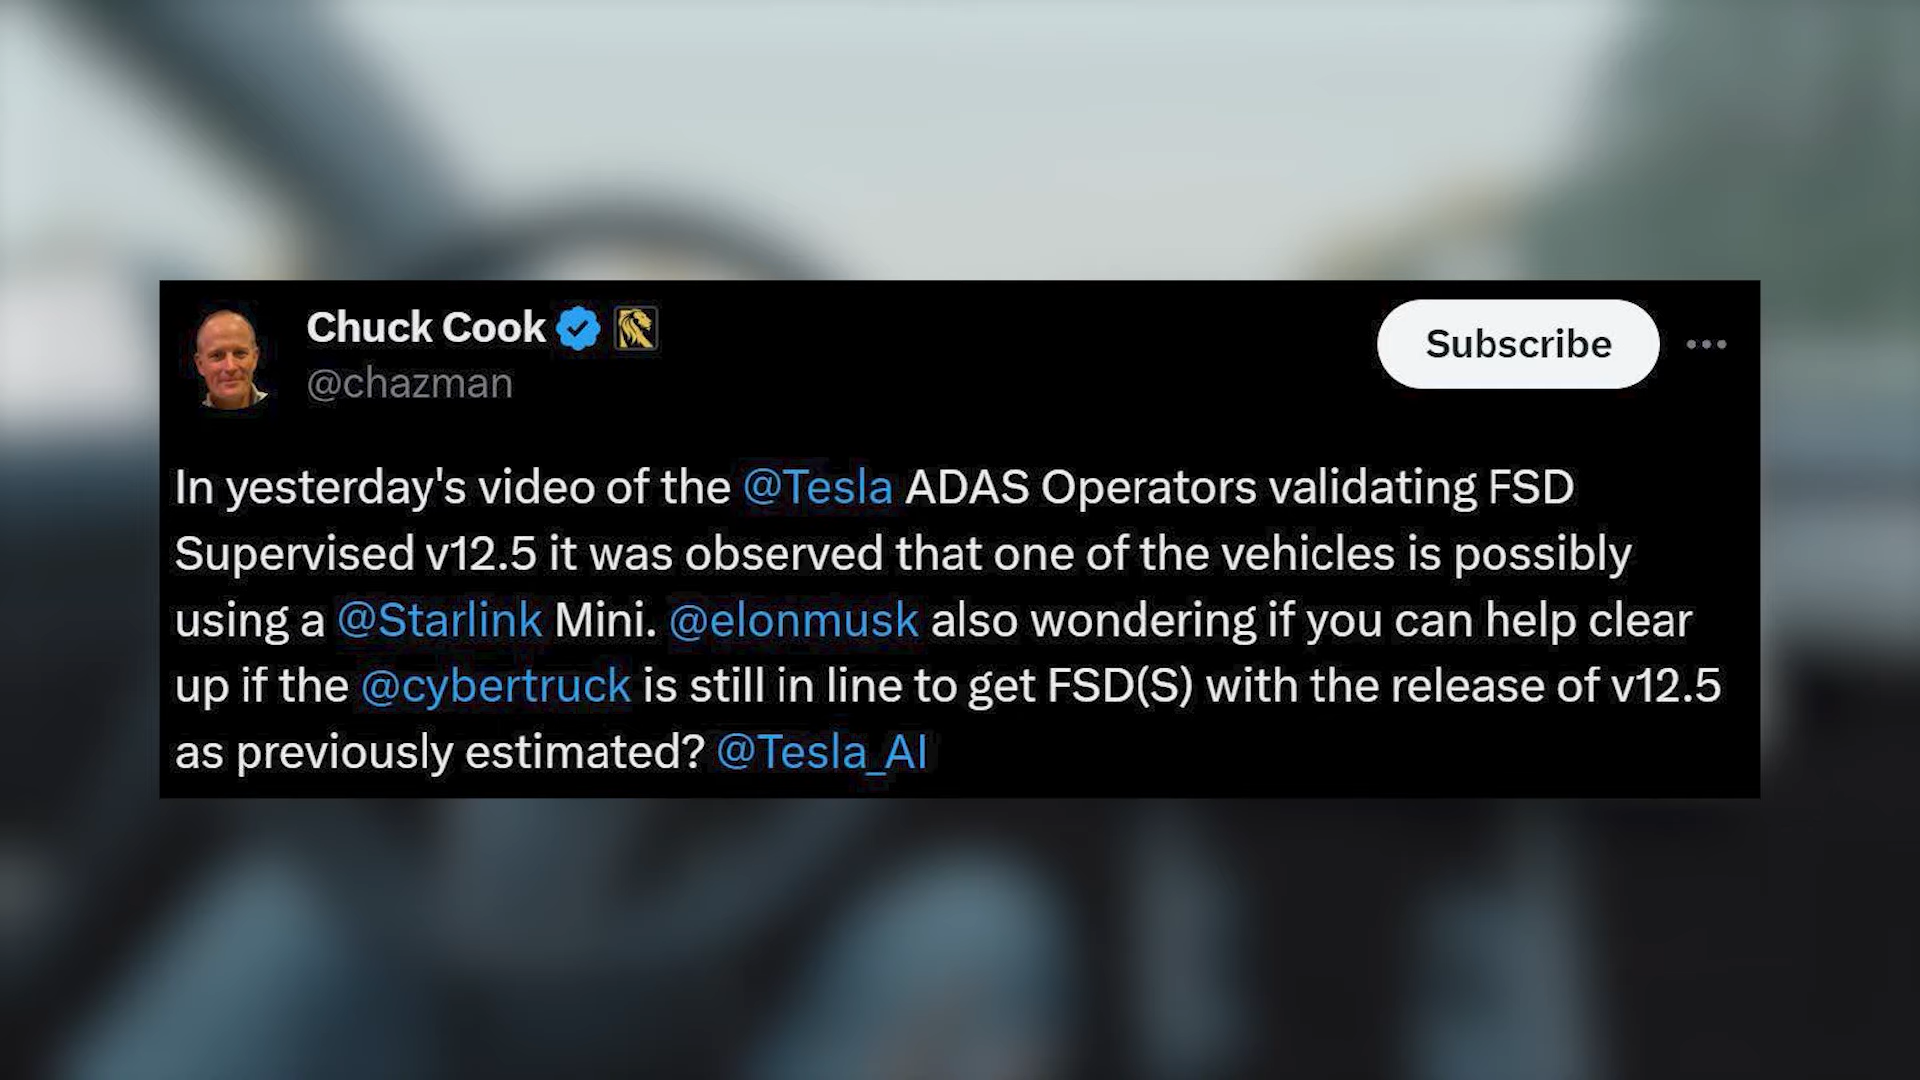 Chuck Cook
@chazman
Subscribe
In yesterday's video of the @Tesla ADAS Operators validating FSD
Supervised v12.5 it was observed that one of the vehicles is possibly
using a @Starlink Mini. @elonmusk also wondering if you can help clear
up if the @cybertruck is still in line to get FSD(S) with the release of v12.5
as previously estimated? @Tesla_AI